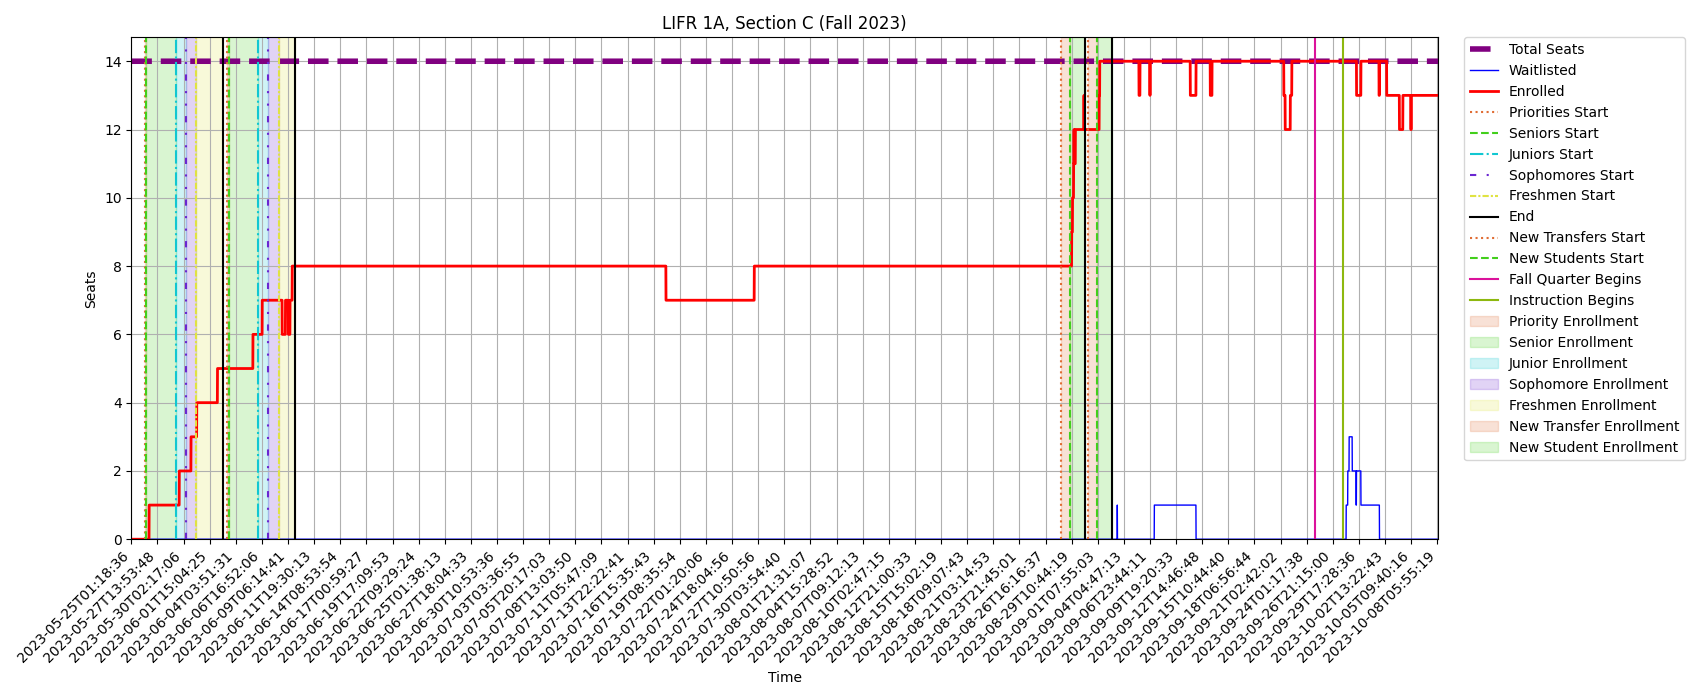 LIFR 1A, Section C (Fall 2023)
Seats
14
12
10
8
6
4
2
0
2023-05-25T01:18:36
2023-05-27T13:53:48
2023-05-30T02:17:06
2023-06-01T15:04:25
2023-06-04T03:51:31
2023-06-06T16:52:06
2023-06-09T06:14:41
2023-06-11T19:30:13
2023-06-14T08:53:54
2023-06-17T00:59:27
2023-06-19T17:09:53
2023-06-22T09:29:24
2023-06-25T01:38:13
2023-06-27T18:04:33
2023-06-30T10:53:36
2023-07-03T03:36:55
2023-07-05T20:17:03
2023-07-08T13:03:50
2023-07-11T05:47:09
2023-07-13T22:22:41
2023-07-16T15:35:43
2023-07-19T08:35:54
2023-07-22T01:20:06
2023-07-24T18:04:56
2023-07-27T10:50:56
2023-07-30T03:54:40
2023-08-01T21:31:07
2023-08-04T15:28:52
2023-08-07T09:12:13
2023-08-10T02:47:15
2023-08-12T21:00:33
2023-08-15T15:02:19
2023-08-18T09:07:43
2023-08-21T03:14:53
2023-08-23T21:45:01
2023-08-26T16:16:37
2023-08-29T10:44:19
2023-09-01T07:55:03
2023-09-04T04:47:13
2023-09-06T23:44:11
2023-09-09T19:20:33
2023-09-12T14:46:48
2023-09-15T10:44:40
2023-09-18T06:56:44
2023-09-21T02:42:02
2023-09-24T01:17:38
2023-09-26T21:15:00
2023-09-29T17:28:36
2023-10-02T13:22:43
2023-10-05T09:40:16
2023-10-08T05:55:19
Time
Total Seats
Waitlisted
Enrolled
Priorities Start
Seniors Start
Juniors Start
Sophomores Start
Freshmen Start
End
New Transfers Start
New Students Start
Fall Quarter Begins
Instruction Begins
Priority Enrollment
Senior Enrollment
Junior Enrollment
Sophomore Enrollment
Freshmen Enrollment
New Transfer Enrollment
New Student Enrollment